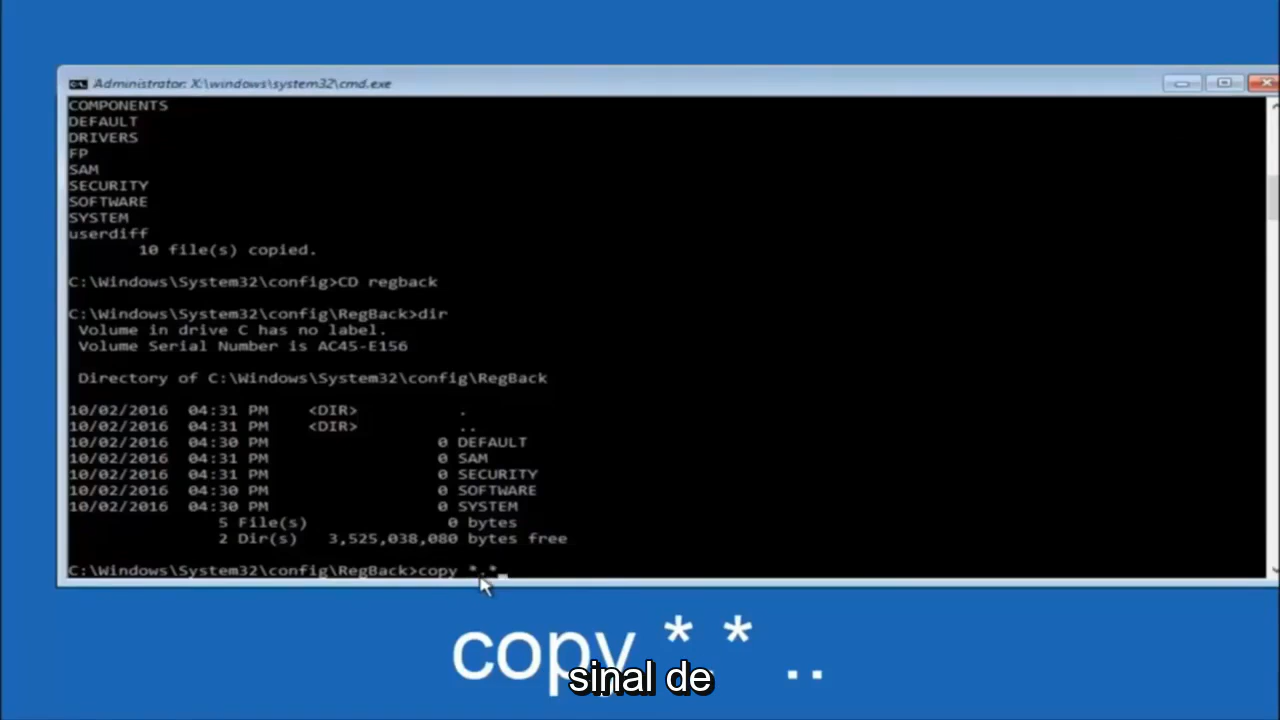 Administrator: X:\windows\system32\cmd.exe
COMPONENTS
DEFAULT
DRIVERS
FP
SAM
SECURITY
SOFTWARE
SYSTEM
userdiff
10 file(s) copied.
C:\Windows\System32\config>CD regback
C:\Windows\System32\config\RegBack>dir
Volume in drive C has no label.
Volume Serial Number is AC45-E156
Directory of C:\Windows\System32\config\RegBack
10/02/2016 04:31 PM <DIR> .
10/02/2016 04:31 PM <DIR> ..
10/02/2016 04:30 PM 0 DEFAULT
10/02/2016 04:31 PM 0 SAM
10/02/2016 04:31 PM 0 SECURITY
10/02/2016 04:30 PM 0 SOFTWARE
10/02/2016 04:30 PM 0 SYSTEM
5 File(s) 0 bytes
2 Dir(s) 3,525,038,080 bytes free
C:\Windows\System32\config\RegBack>copy *.*_
copy *.* ..
sinal de